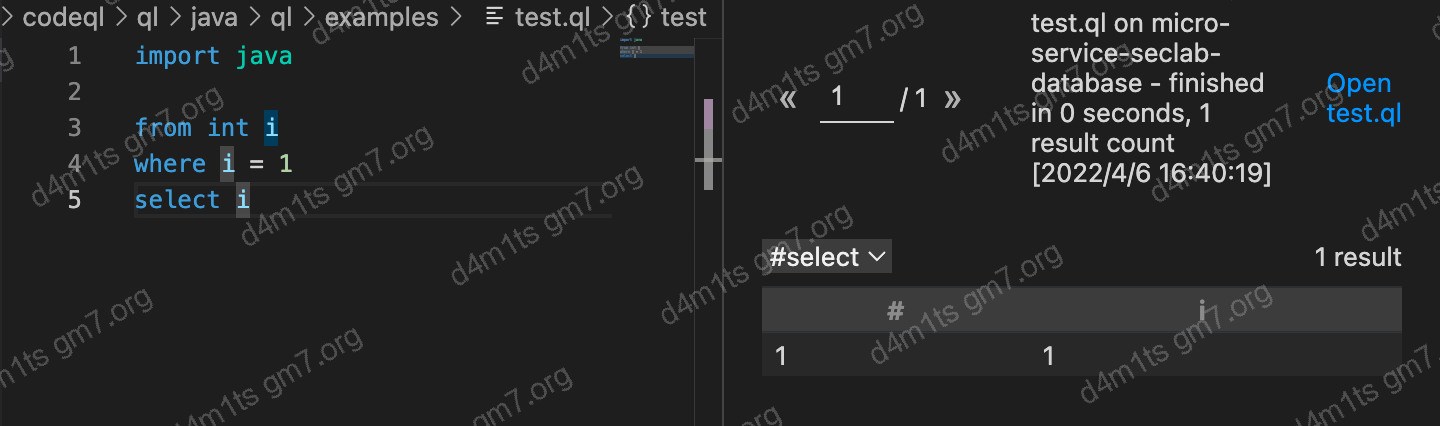 codeql > ql > java > ql > examples > test.ql > {} test
1 import java
2
3 from int i
4 where i = 1
5 select i
« 1 / 1 »
test.ql on micro-
service-seclab-
database - finished
in 0 seconds, 1
result count
[2022/4/6 16:40:19]
Open
test.ql
#select
1 result
# i
1 1
d4m1ts gm7.org